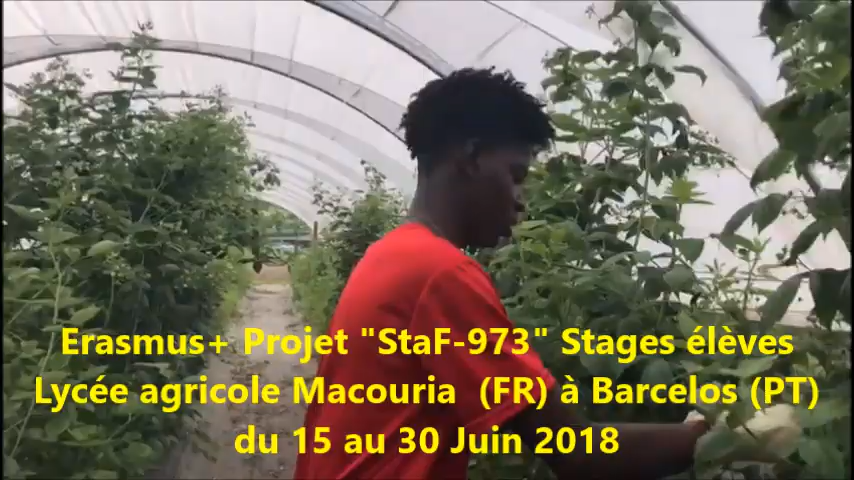 Erasmus+ Projet "StaF-973" Stages élèves
Lycée agricole Macouria (FR) à Barcelos (PT)
du 15 au 30 Juin 2018